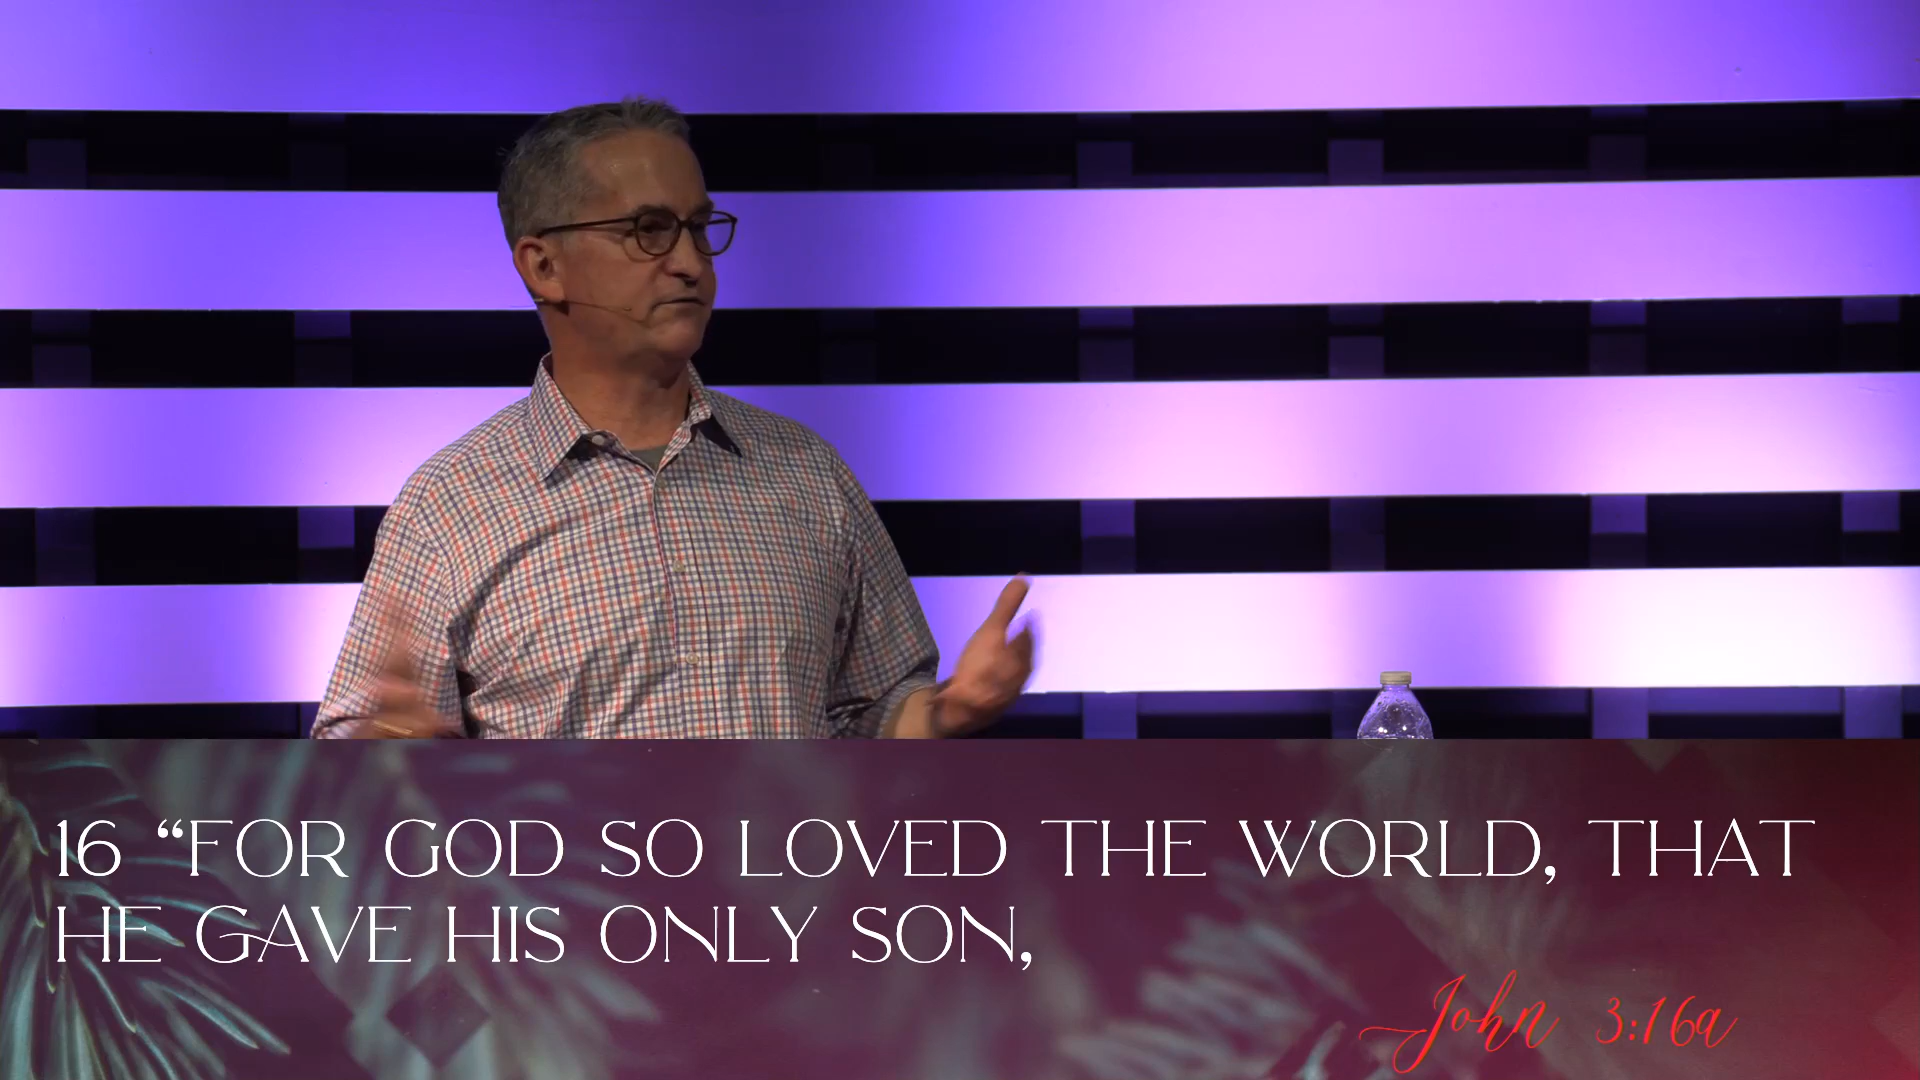 16 “FOR GOD SO LOVED THE WORLD, THAT
HE GAVE HIS ONLY SON,
John 3:16a